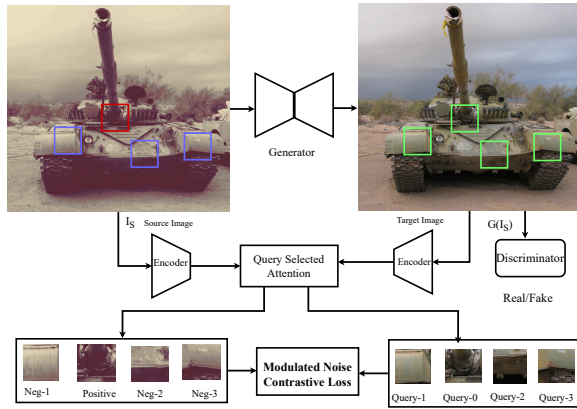 Generator
I_S Source Image
Target Image
G(I_S)
Encoder
Query Selected
Attention
Encoder
Discriminator
Real/Fake
Neg-1 Positive Neg-2 Neg-3
Modulated Noise
Contrastive Loss
Query-1 Query-0 Query-2 Query-3